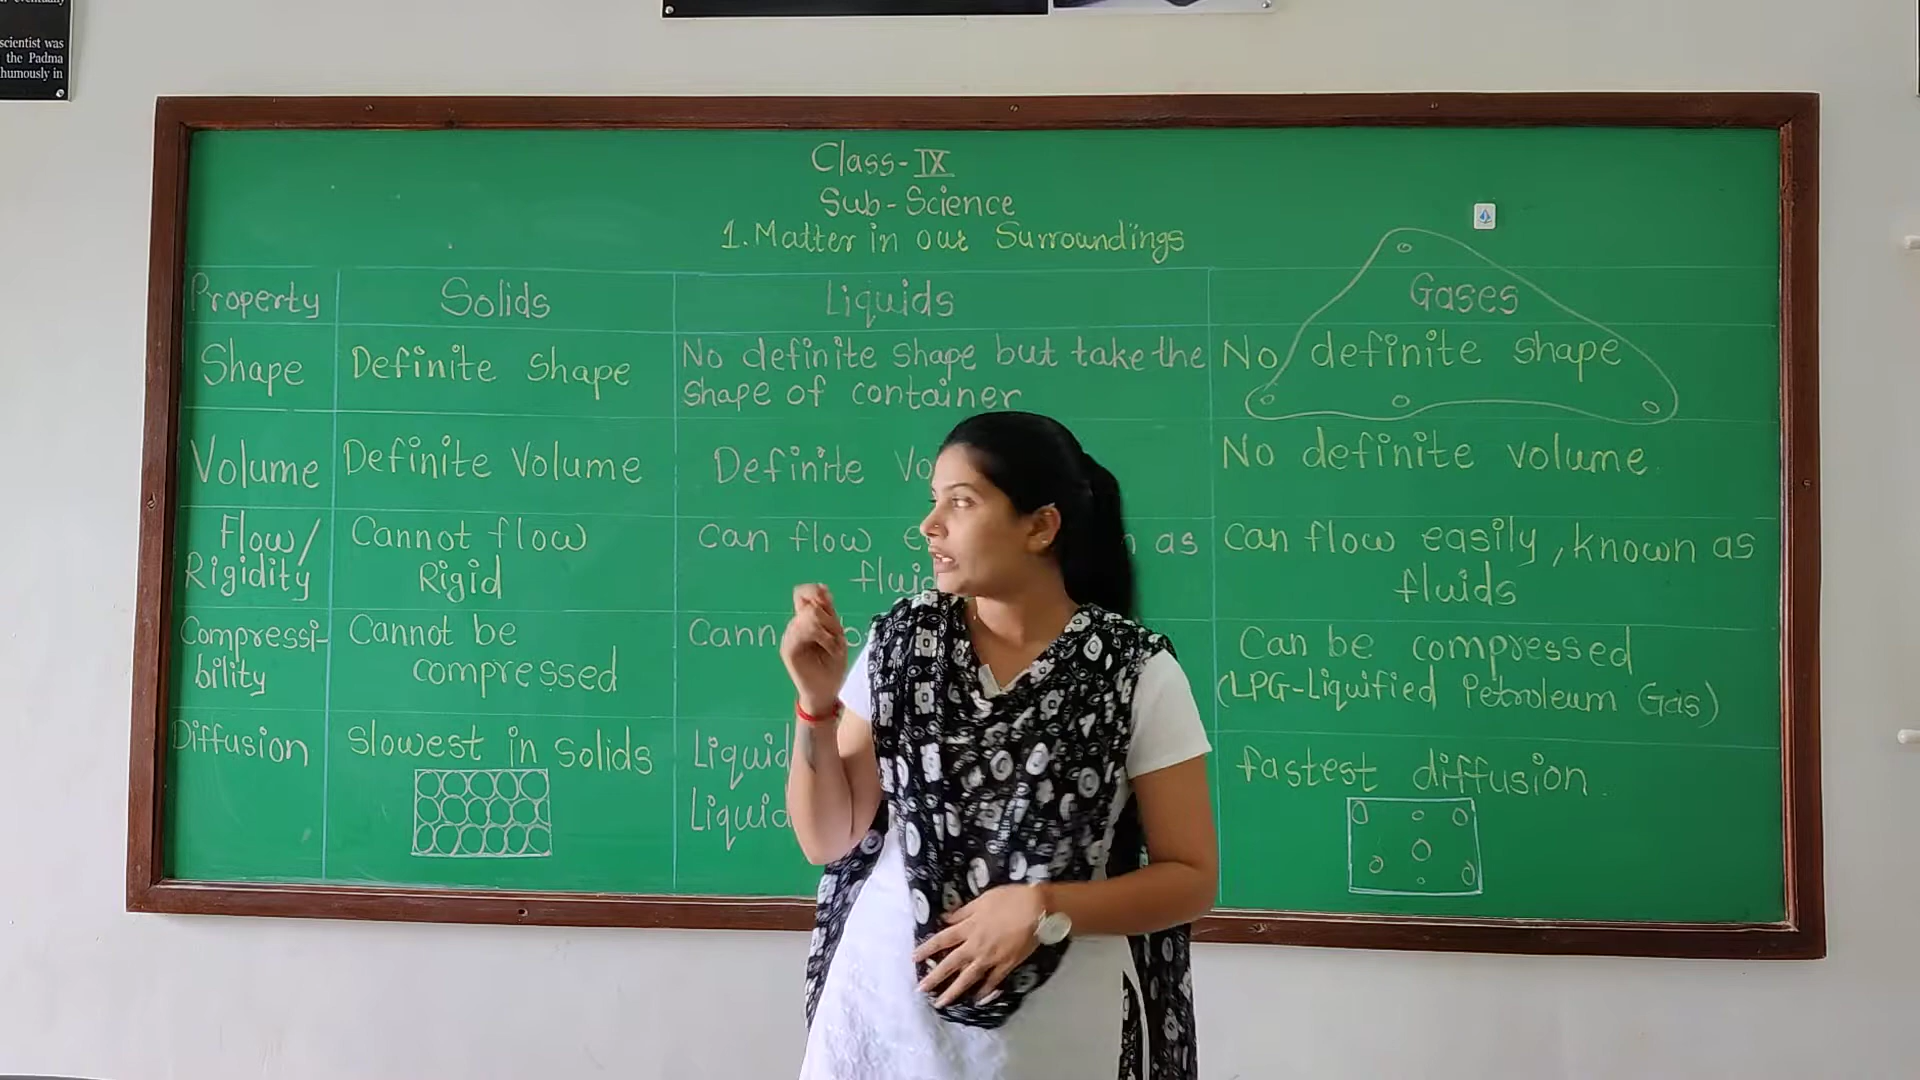 scientist was
the Padma
humously in
Class-IX
Sub-Science
1. Matter in our Surroundings
Property
Solids
Liquids
Gases
Shape
Definite shape
No definite shape but take the
shape of container
No definite shape
Volume
Definite Volume
Definite
No definite volume.
Flow/
Rigidity
Cannot flow
Rigid
Can flow
as
can flow easily, known as
fluids
Compressi-
bility
Cannot be
compressed
Can be compressed
(LPG-Liquified Petroleum Gas)
Diffusion
slowest in solids
Liquid
Liquid
fastest diffusion.